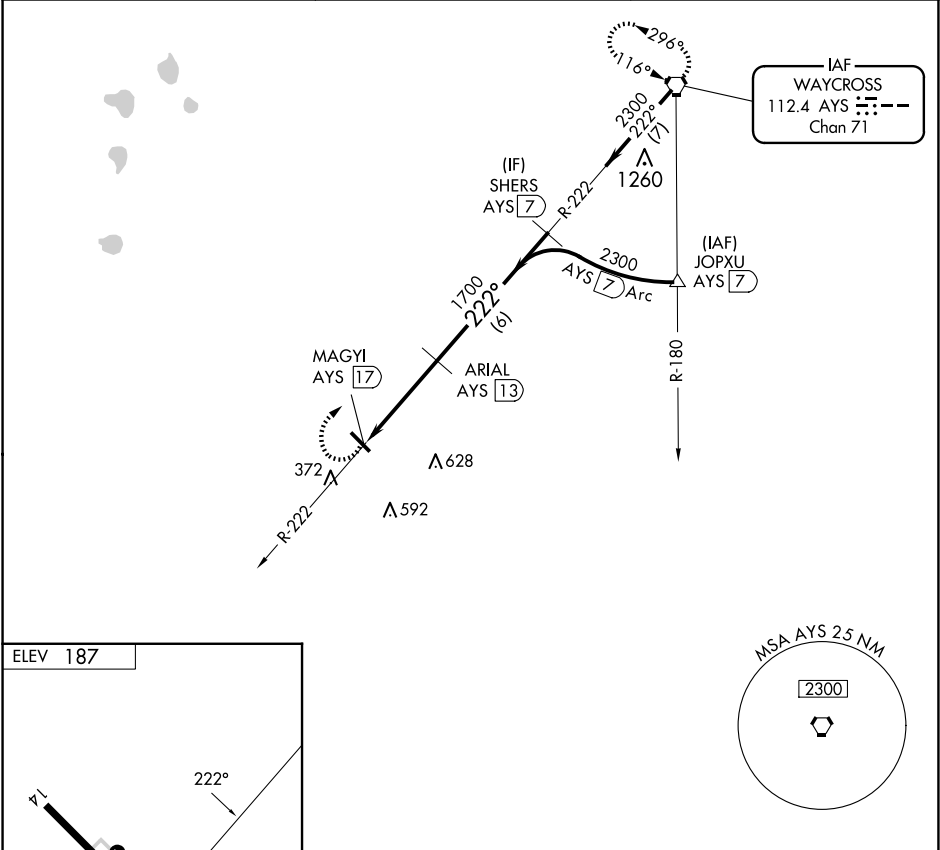 296°
116°
IAF
WAYCROSS
112.4 AYS
Chan 71
2300
222°
(7)
1260
(IF)
SHERS
AYS 7
R-222
2300
AYS 7 Arc
(IAF)
JOPXU
AYS 7
1700
222°
(6)
R-180
MAGYI
AYS 17
ARIAL
AYS 13
372
628
592
R-222
ELEV 187
222°
14
MSA AYS 25 NM
2300